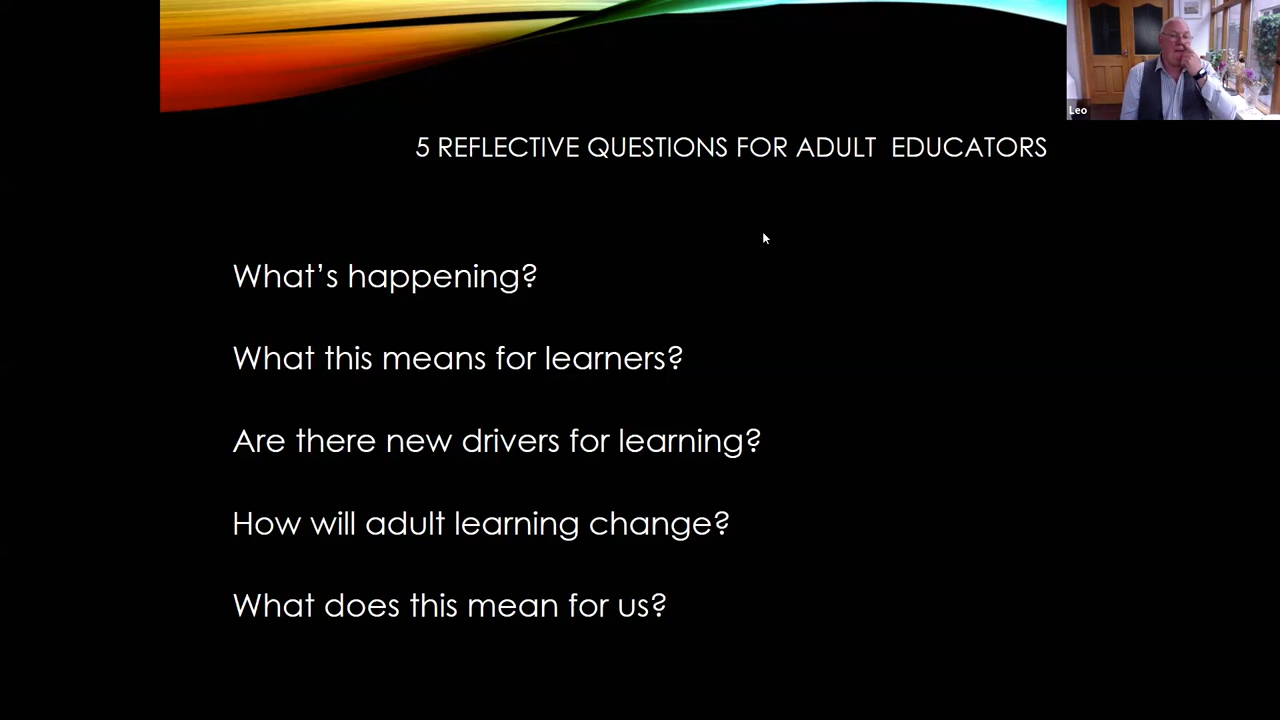 Leo
5 REFLECTIVE QUESTIONS FOR ADULT EDUCATORS
What's happening?
What this means for learners?
Are there new drivers for learning?
How will adult learning change?
What does this mean for us?